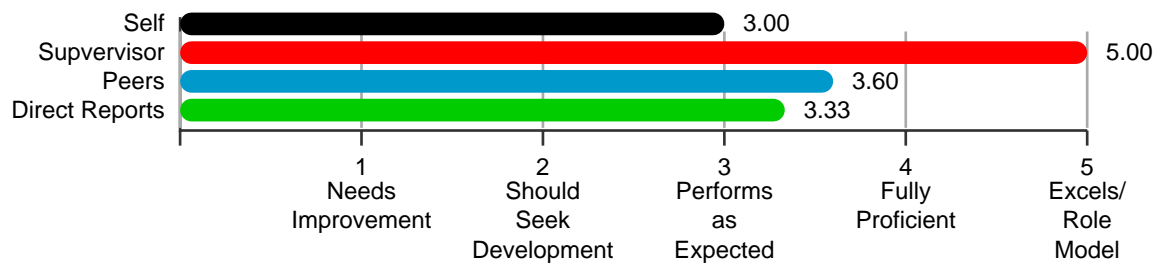 Self 3.00
Supvervisor 5.00
Peers 3.60
Direct Reports 3.33
1 2 3 4 5
Needs Should Performs Fully Excels/
Improvement Seek as Proficient Role
Development Expected Model